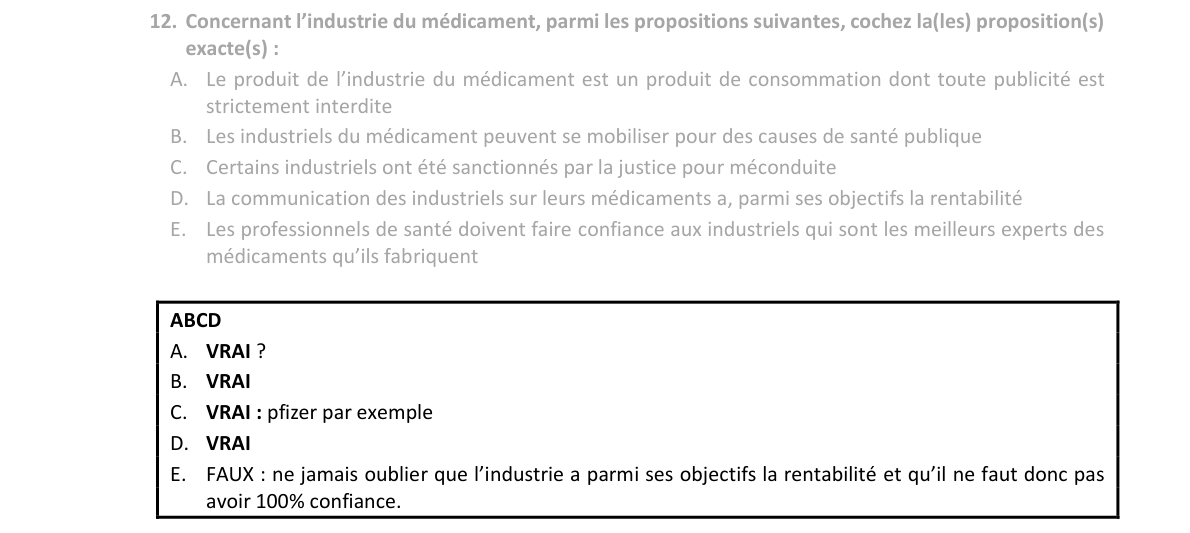 12. Concernant l’industrie du médicament, parmi les propositions suivantes, cochez la(les) proposition(s)
exacte(s) :
A. Le produit de l’industrie du médicament est un produit de consommation dont toute publicité est
strictement interdite
B. Les industriels du médicament peuvent se mobiliser pour des causes de santé publique
C. Certains industriels ont été sanctionnés par la justice pour méconduite
D. La communication des industriels sur leurs médicaments a, parmi ses objectifs la rentabilité
E. Les professionnels de santé doivent faire confiance aux industriels qui sont les meilleurs experts des
médicaments qu’ils fabriquent
ABCD
A. VRAI ?
B. VRAI
C. VRAI : pfizer par exemple
D. VRAI
E. FAUX : ne jamais oublier que l’industrie a parmi ses objectifs la rentabilité et qu’il ne faut donc pas
avoir 100% confiance.